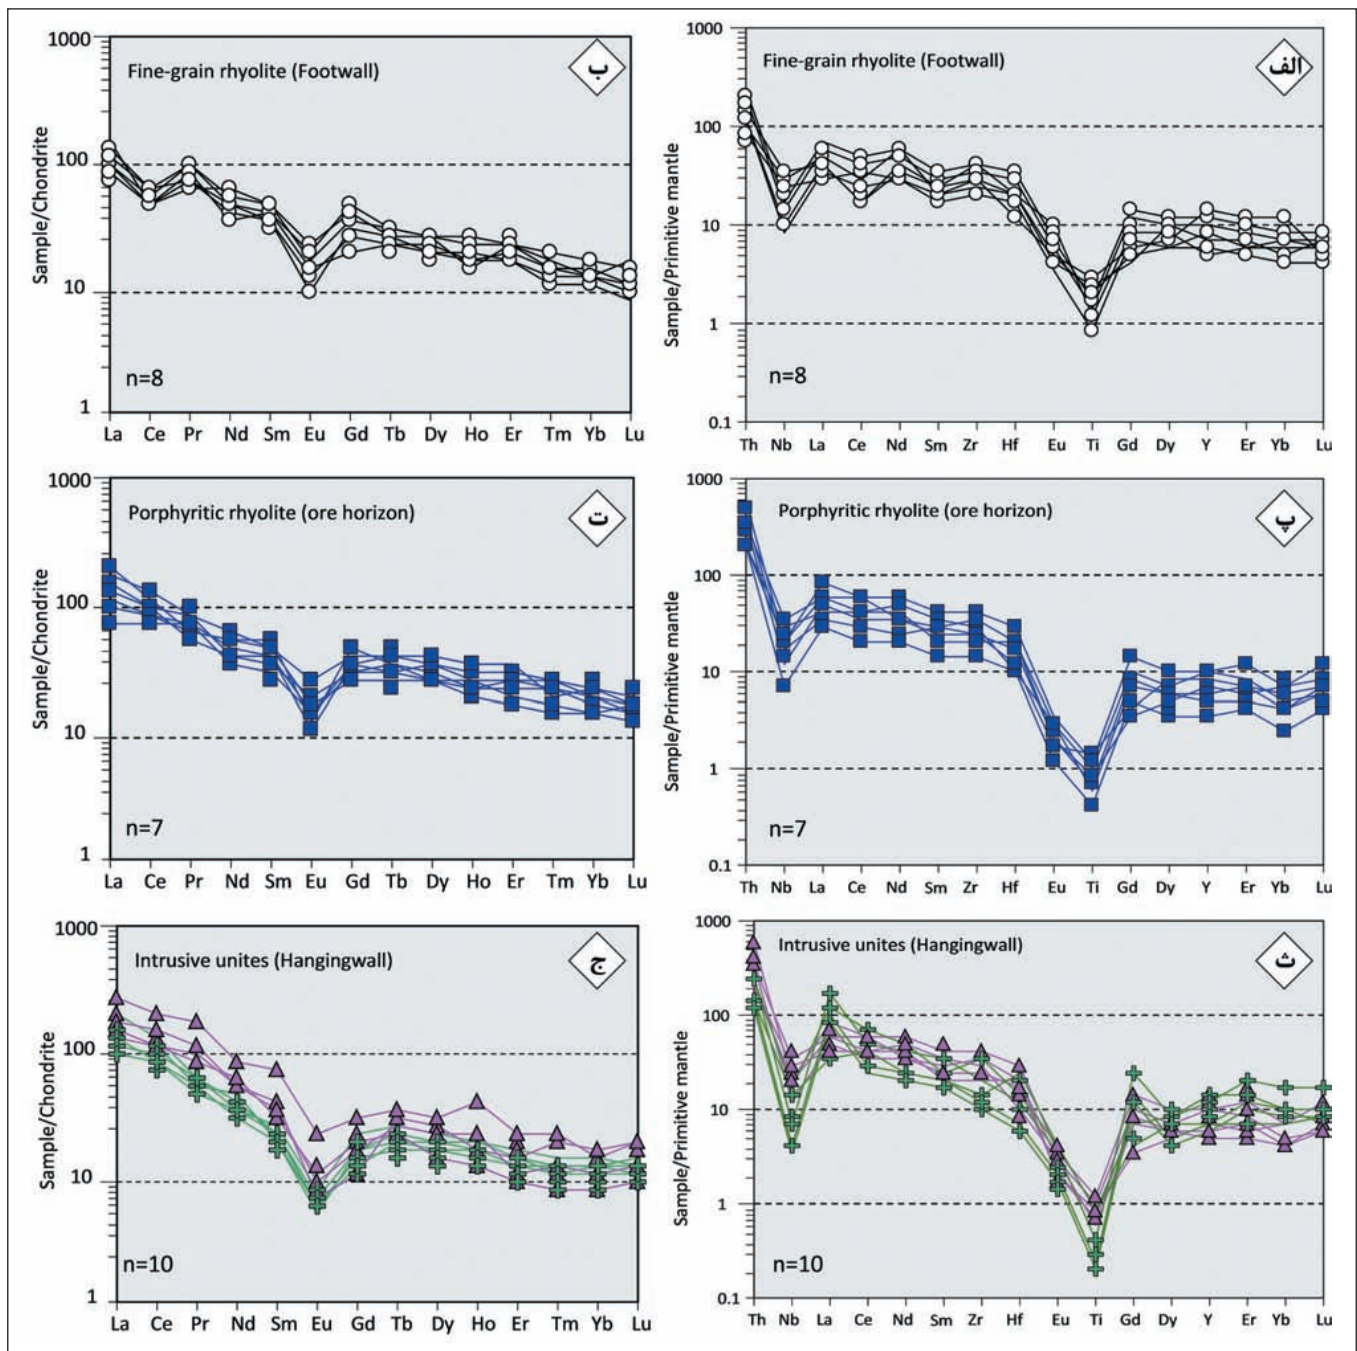 1000
100
10
1
Sample/Chondrite
Fine-grain rhyolite (Footwall)
ب
n=8
La Ce Pr Nd Sm Eu Gd Tb Dy Ho Er Tm Yb Lu
1000
100
10
1
0.1
Sample/Primitive mantle
Fine-grain rhyolite (Footwall)
الف
n=8
Th Nb La Ce Nd Sm Zr Hf Eu Ti Gd Dy Y Er Yb Lu
1000
100
10
1
Sample/Chondrite
Porphyritic rhyolite (ore horizon)
ت
n=7
La Ce Pr Nd Sm Eu Gd Tb Dy Ho Er Tm Yb Lu
1000
100
10
1
0.1
Sample/Primitive mantle
Porphyritic rhyolite (ore horizon)
پ
n=7
Th Nb La Ce Nd Sm Zr Hf Eu Ti Gd Dy Y Er Yb Lu
1000
100
10
1
Sample/Chondrite
Intrusive unites (Hangingwall)
ج
n=10
La Ce Pr Nd Sm Eu Gd Tb Dy Ho Er Tm Yb Lu
1000
100
10
1
0.1
Sample/Primitive mantle
Intrusive unites (Hangingwall)
ث
n=10
Th Nb La Ce Nd Sm Zr Hf Eu Ti Gd Dy Y Er Yb Lu